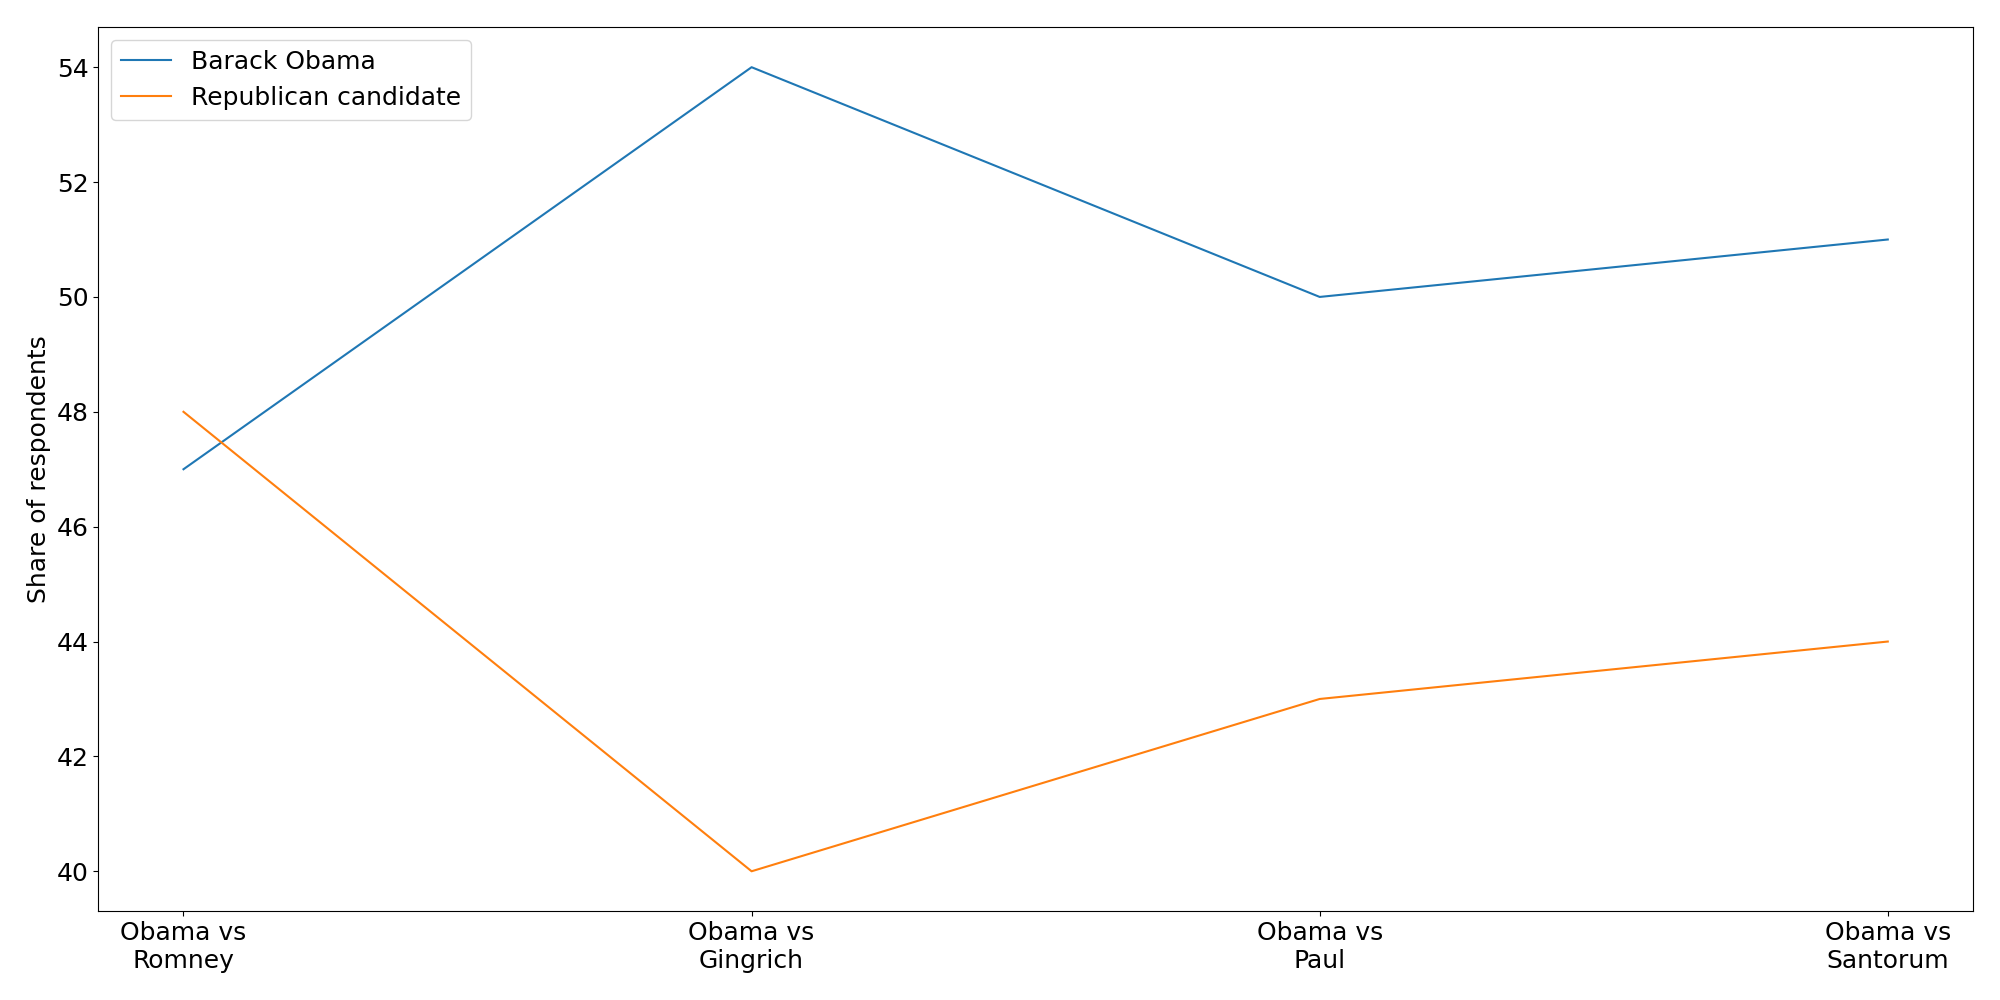 Barack Obama
Republican candidate
Share of respondents
54
52
50
48
46
44
42
40
Obama vs
Romney
Obama vs
Gingrich
Obama vs
Paul
Obama vs
Santorum